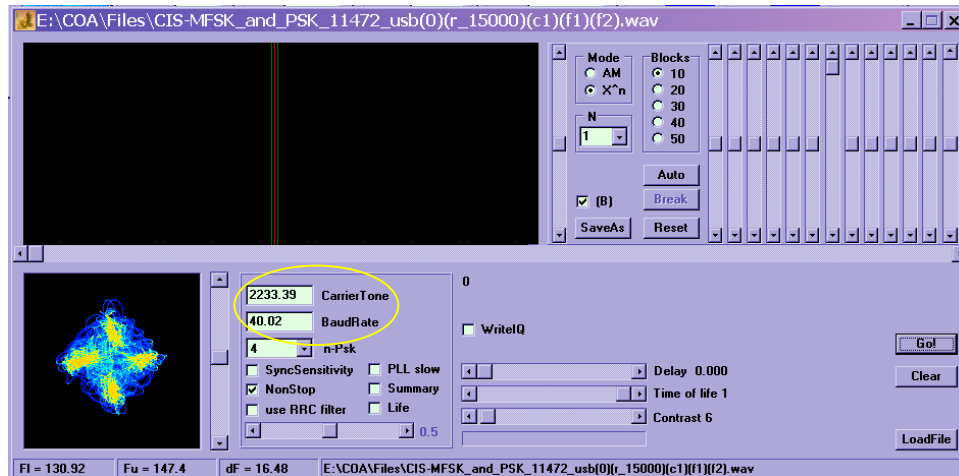 E:\COA\Files\CIS-MFSK_and_PSK_11472_usb(0)(r_15000)(c1)(f1)(f2).wav
Mode
AM
X^n
N
1
Blocks
10
20
30
40
50
(B)
SaveAs
Auto
Break
Reset
2233.39 CarrierTone
40.02 BaudRate
4 n-Psk
SyncSensitivity PLL slow
NonStop Summary
use RRC filter Life
0.5
0
WriteIQ
Delay 0.000
Time of life 1
Contrast 6
Go!
Clear
LoadFile
Fl = 130.92 Fu = 147.4 dF = 16.48 E:\COA\Files\CIS-MFSK_and_PSK_11472_usb(0)(r_15000)(c1)(f1)(f2).wav